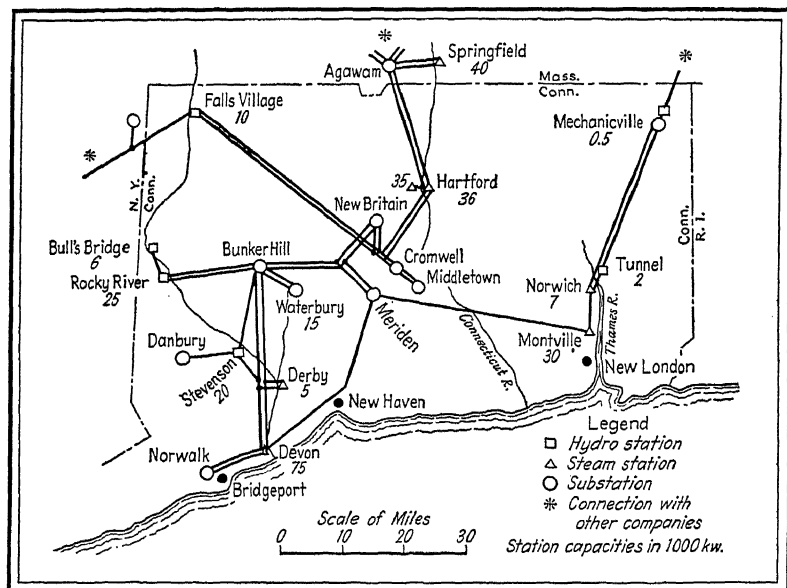 Springfield
40
Agawam
Mass.
Conn.
Falls Village
10
Mechanicville
0.5
N. Y.
Conn.
35
Hartford
36
New Britain
Conn.
R. I.
Bull's Bridge
6
Bunker Hill
Cromwell
Middletown
Rocky River
25
Tunnel
2
Norwich
7
Waterbury
15
Meriden
Connecticut R.
Thames R.
Montville
30
Danbury
Stevenson
20
Derby
5
New London
New Haven
Norwalk
Devon
75
Bridgeport
Legend
Hydro station
Steam station
Substation
Connection with
other companies
Station capacities in 1000 kw.
Scale of Miles
0 10 20 30